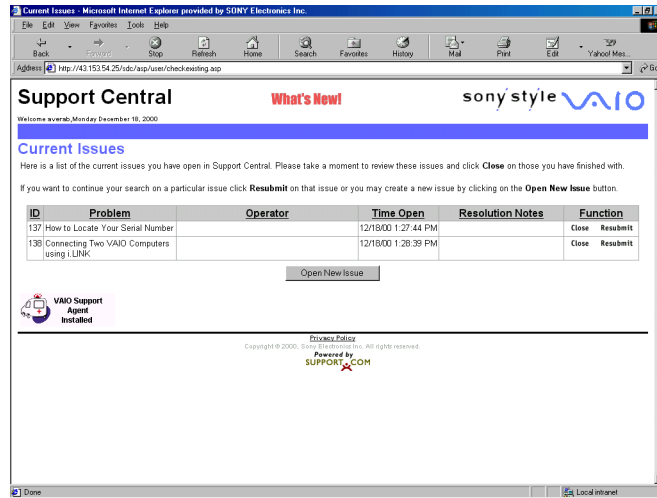 Current Issues - Microsoft Internet Explorer provided by SONY Electronics Inc.
File Edit View Favorites Tools Help
Back Forward Stop Refresh Home Search Favorites History Mail Print Edit Yahoo! Mes...
Address http://43.153.54.25/sdc/asp/user/checkexisting.asp Go
Support Central What's New! sony style VAIO
Welcome averab,Monday December 18, 2000
Current Issues
Here is a list of the current issues you have open in Support Central. Please take a moment to review these issues and click Close on those you have finished with.
If you want to continue your search on a particular issue click Resubmit on that issue or you may create a new issue by clicking on the Open New Issue button.
ID Problem Operator Time Open Resolution Notes Function
137 How to Locate Your Serial Number 12/18/00 1:27:44 PM Close Resubmit
138 Connecting Two VAIO Computers 12/18/00 1:28:39 PM Close Resubmit
using i.LINK
Open New Issue
VAIO Support
Agent
Installed
Privacy Policy
Copyright © 2000, Sony Electronics Inc. All rights reserved.
Powered by
SUPPORT.COM
Done Local intranet